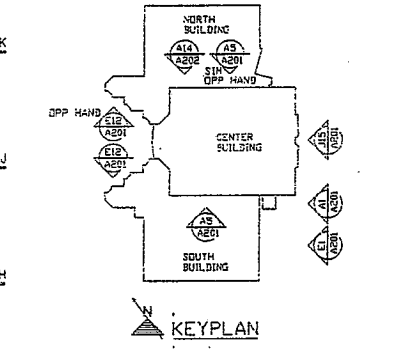 K
NORTH
BUILDING
A14
A202
A5
A201
SIM
OPP HAND
OPP HAND
E12
A201
CENTER
BUILDING
J15
A201
J
E12
A201
A1
A201
A5
A201
E1
A201
SOUTH
BUILDING
H
N
KEYPLAN